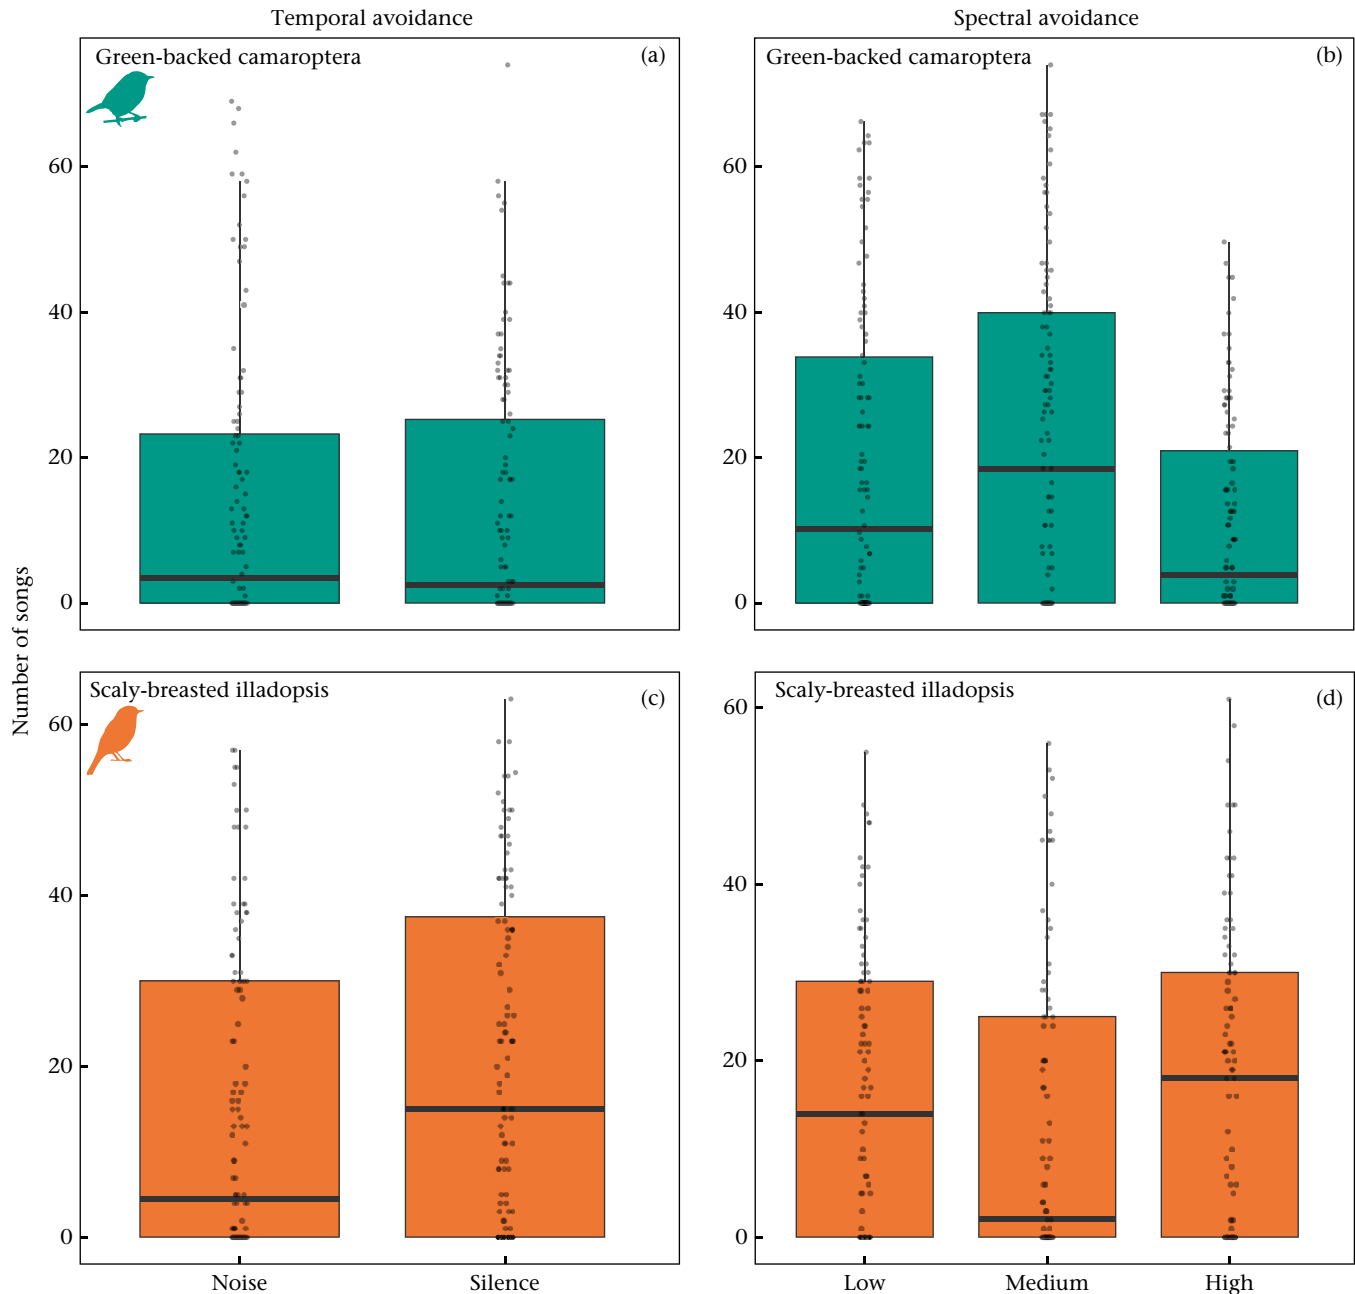 Temporal avoidance
Spectral avoidance
Green-backed camaroptera
(a)
Green-backed camaroptera
(b)
60
40
20
0
60
40
20
0
Number of songs
Scaly-breasted illadopsis
(c)
Scaly-breasted illadopsis
(d)
60
40
20
0
60
40
20
0
Noise
Silence
Low
Medium
High